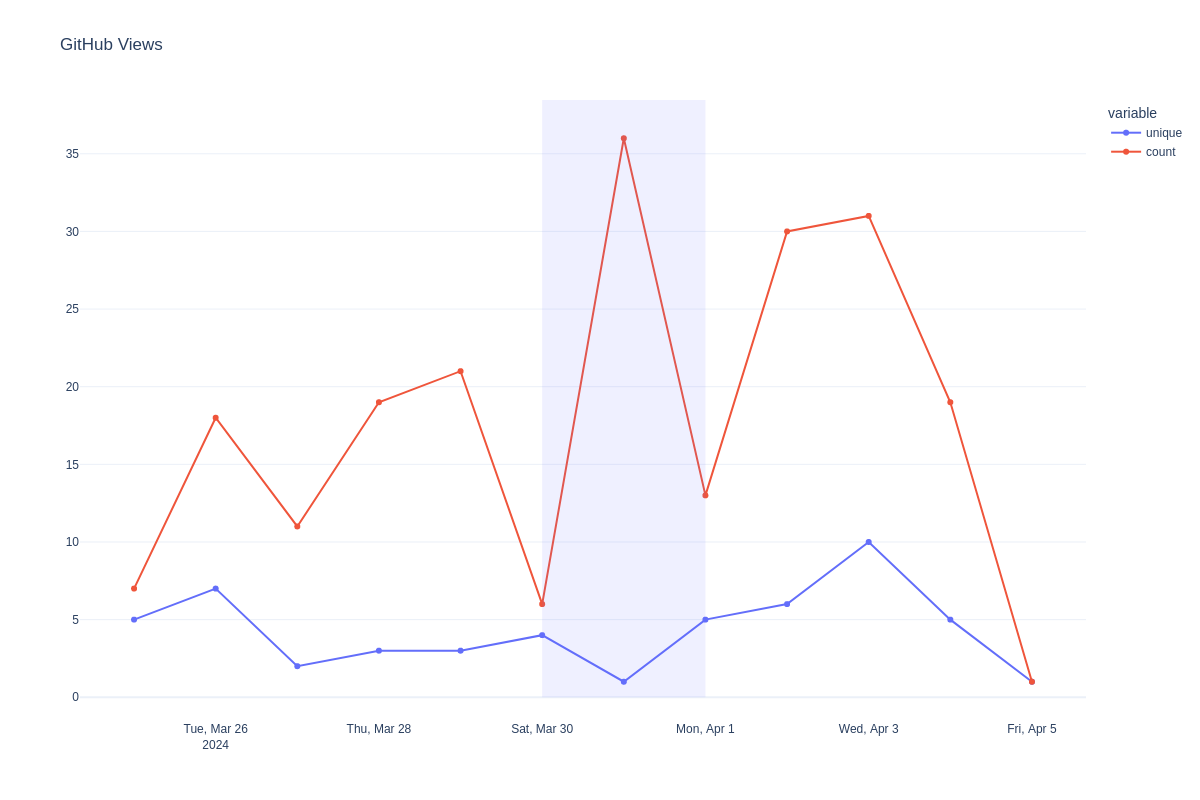 GitHub Views
variable
unique
count
35
30
25
20
15
10
5
0
Tue, Mar 26
2024
Thu, Mar 28
Sat, Mar 30
Mon, Apr 1
Wed, Apr 3
Fri, Apr 5